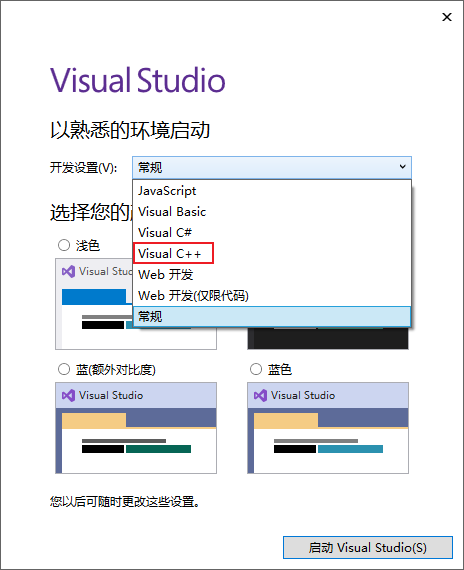 Visual Studio
以熟悉的环境启动
开发设置(V):
常规
JavaScript
Visual Basic
Visual C#
Visual C++
Web 开发
Web 开发(仅限代码)
常规
选择您的
浅色
Visual Stud
蓝(额外对比度)
蓝色
Visual Studio
Visual Studio
您以后可随时更改这些设置。
启动 Visual Studio(S)